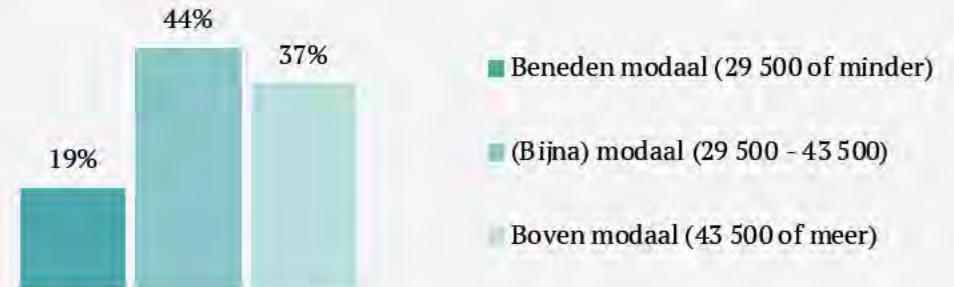 44%
37%
19%
Beneden modaal (29 500 of minder)
(Bijna) modaal (29 500 - 43 500)
Boven modaal (43 500 of meer)